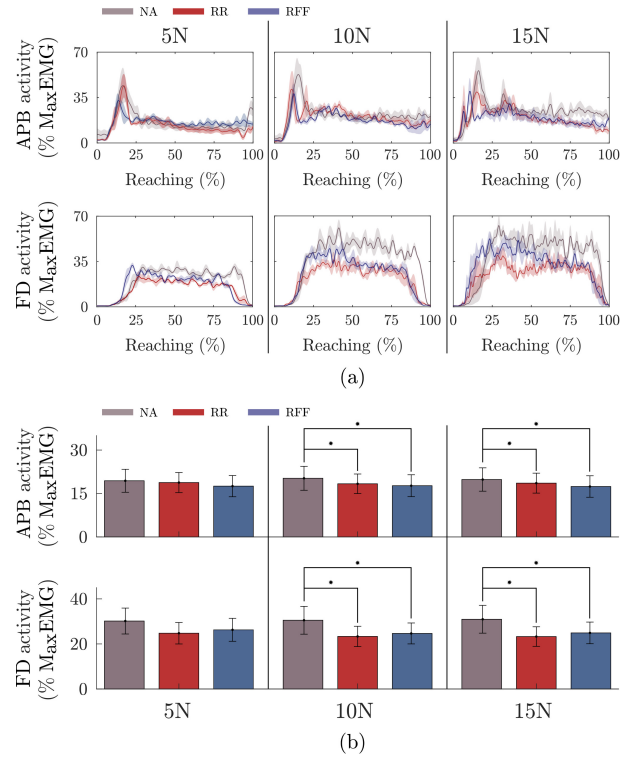 NA RR RFF
5N 10N 15N
APB activity
(% MaxEMG)
70
35
0
0 25 50 75 100 0 25 50 75 100 0 25 50 75 100
Reaching (%) Reaching (%) Reaching (%)
FD activity
(% MaxEMG)
70
35
0
0 25 50 75 100 0 25 50 75 100 0 25 50 75 100
Reaching (%) Reaching (%) Reaching (%)
(a)
NA RR RFF
APB activity
(% MaxEMG)
30
15
0
* * * *
FD activity
(% MaxEMG)
40
20
0
* * * *
5N 10N 15N
(b)